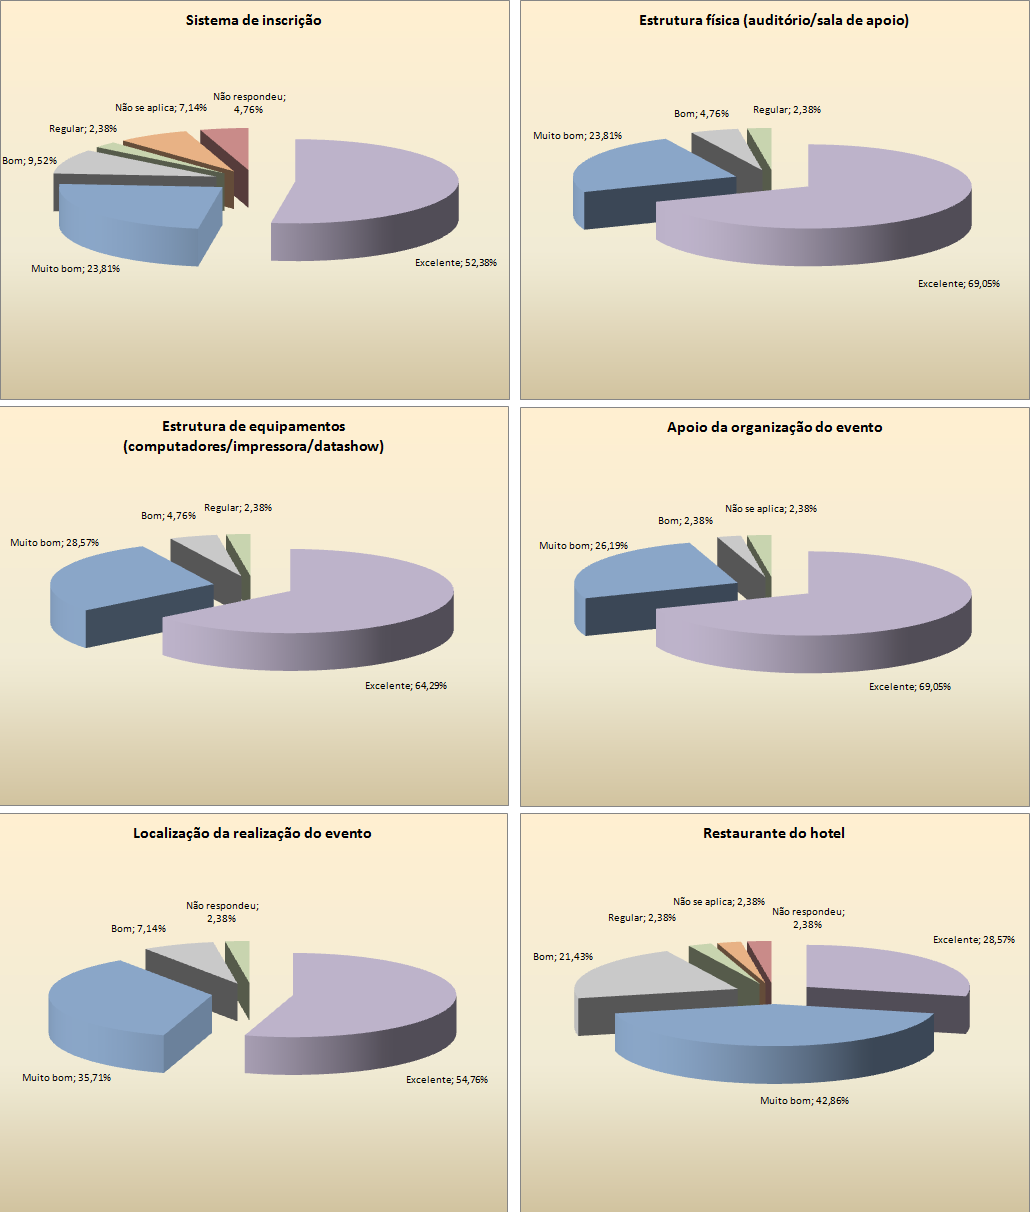 Sistema de inscrição
Não respondeu;
4,76%
Não se aplica; 7,14%
Regular; 2,38%
Bom; 9,52%
Muito bom; 23,81%
Excelente; 52,38%
Estrutura física (auditório/sala de apoio)
Regular; 2,38%
Bom; 4,76%
Muito bom; 23,81%
Excelente; 69,05%
Estrutura de equipamentos
(computadores/impressora/datashow)
Regular; 2,38%
Bom; 4,76%
Muito bom; 28,57%
Excelente; 64,29%
Apoio da organização do evento
Não se aplica; 2,38%
Bom; 2,38%
Muito bom; 26,19%
Excelente; 69,05%
Localização da realização do evento
Não respondeu;
2,38%
Bom; 7,14%
Muito bom; 35,71%
Excelente; 54,76%
Restaurante do hotel
Não se aplica; 2,38%
Não respondeu;
2,38%
Regular; 2,38%
Excelente; 28,57%
Bom; 21,43%
Muito bom; 42,86%